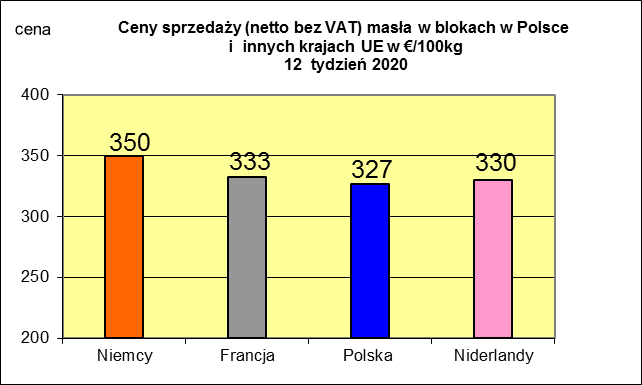 cena
Ceny sprzedaży (netto bez VAT) masła w blokach w Polsce
i innych krajach UE w €/100kg
12 tydzień 2020
400
350
300
250
200
350
333
327
330
Niemcy
Francja
Polska
Niderlandy